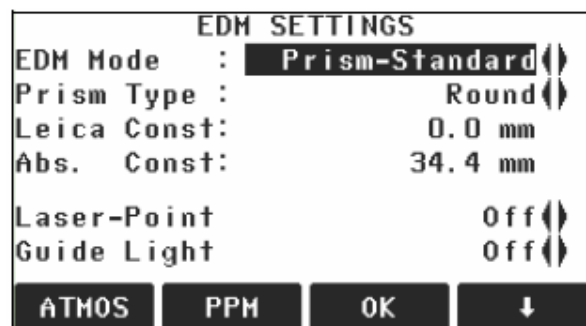 EDM SETTINGS
EDM Mode : Prism-Standard
Prism Type : Round
Leica Const: 0.0 mm
Abs. Const: 34.4 mm
Laser-Point Off
Guide Light Off
ATMOS PPM OK ↓